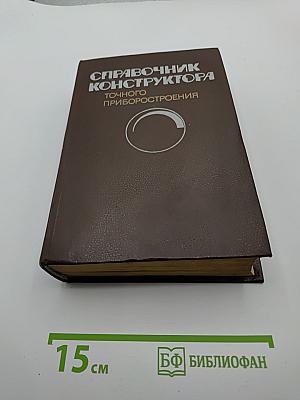 СПРАВОЧНИК
КОНСТРУКТОРА
ТОЧНОГО
ПРИБОРОСТРОЕНИЯ
15 см
БФ БИБЛИОФАН